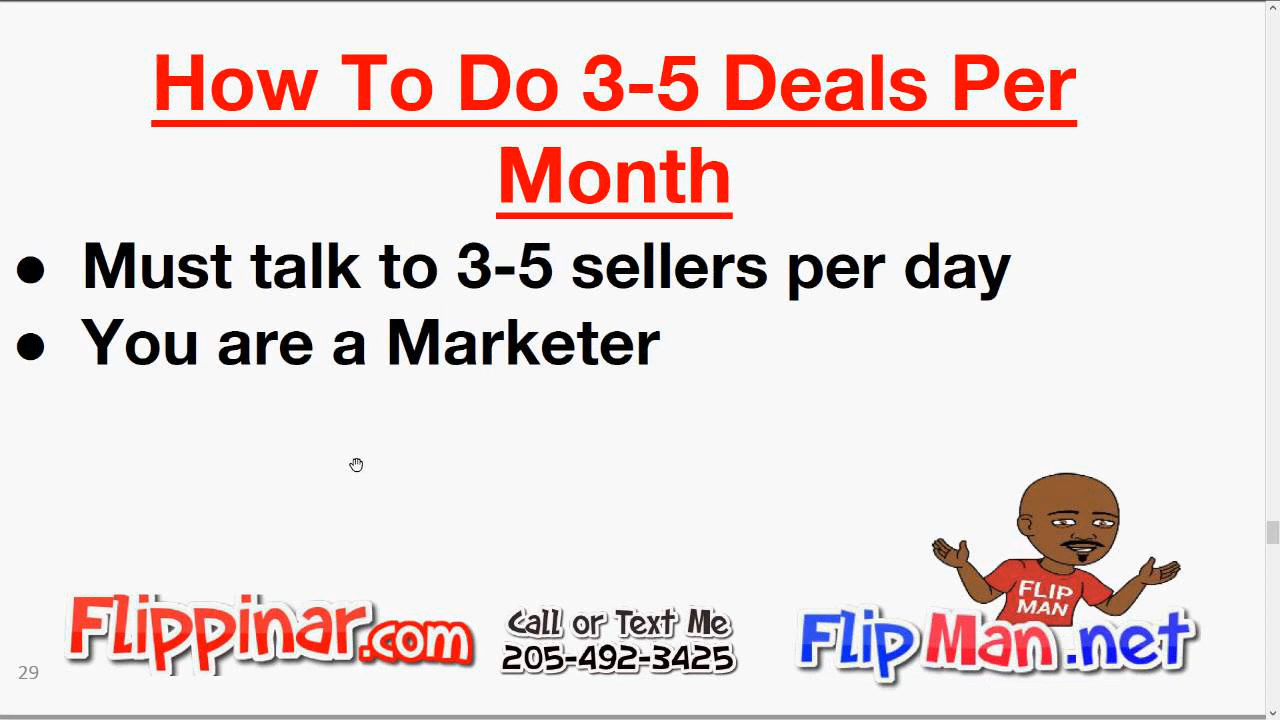 How To Do 3-5 Deals Per
Month
● Must talk to 3-5 sellers per day
● You are a Marketer
FLIP
MAN
Flippinar.com
Call or Text Me
205-492-3425
FlipMan.net
29